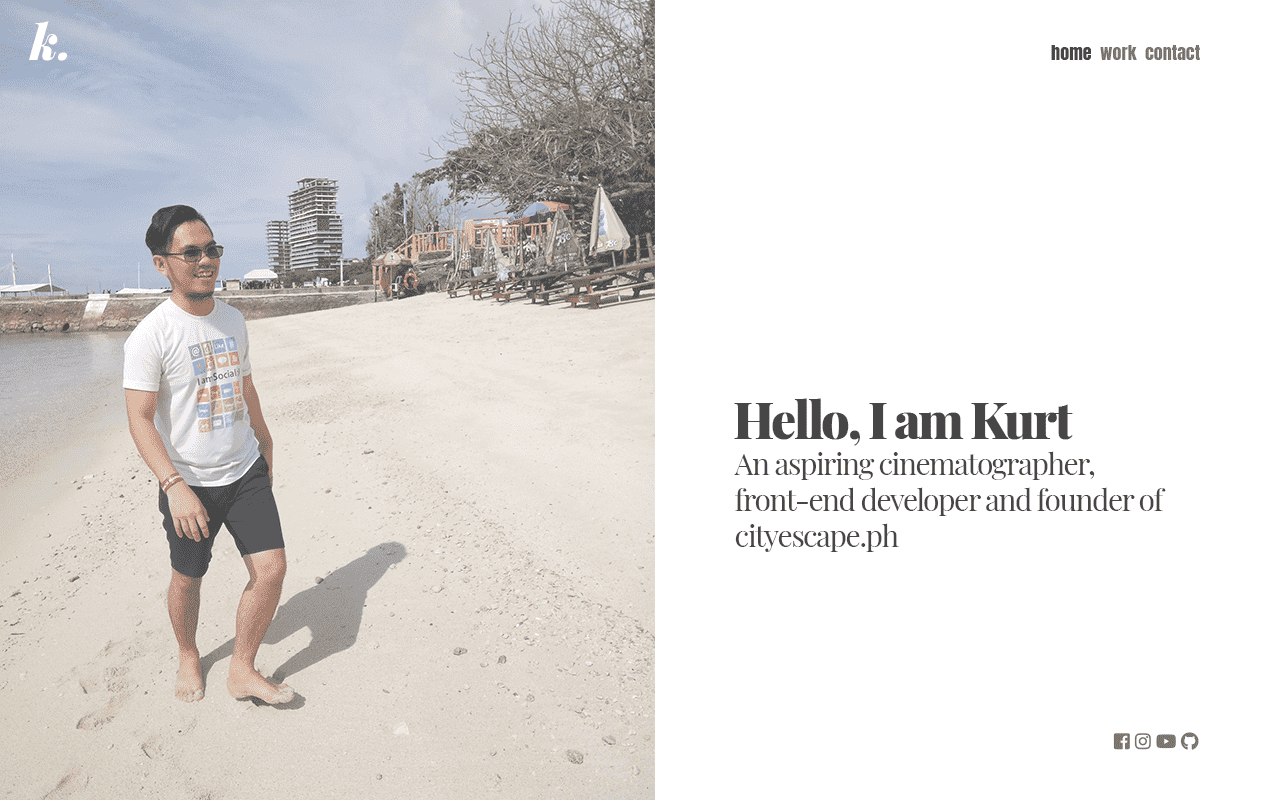 k.
home work contact
Like
I am Social
Hello, I am Kurt
An aspiring cinematographer,
front-end developer and founder of
cityescape.ph